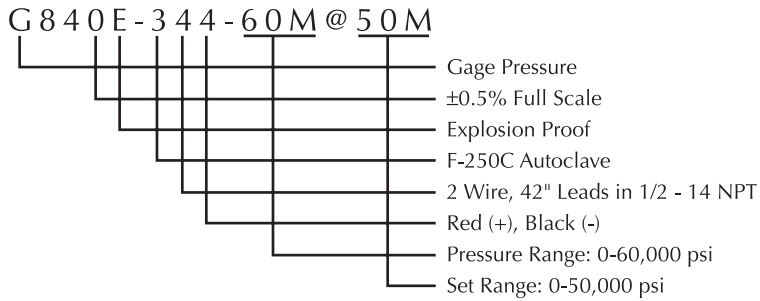 G840E-344-60M@50M
Gage Pressure
±0.5% Full Scale
Explosion Proof
F-250C Autoclave
2 Wire, 42" Leads in 1/2 - 14 NPT
Red (+), Black (-)
Pressure Range: 0-60,000 psi
Set Range: 0-50,000 psi